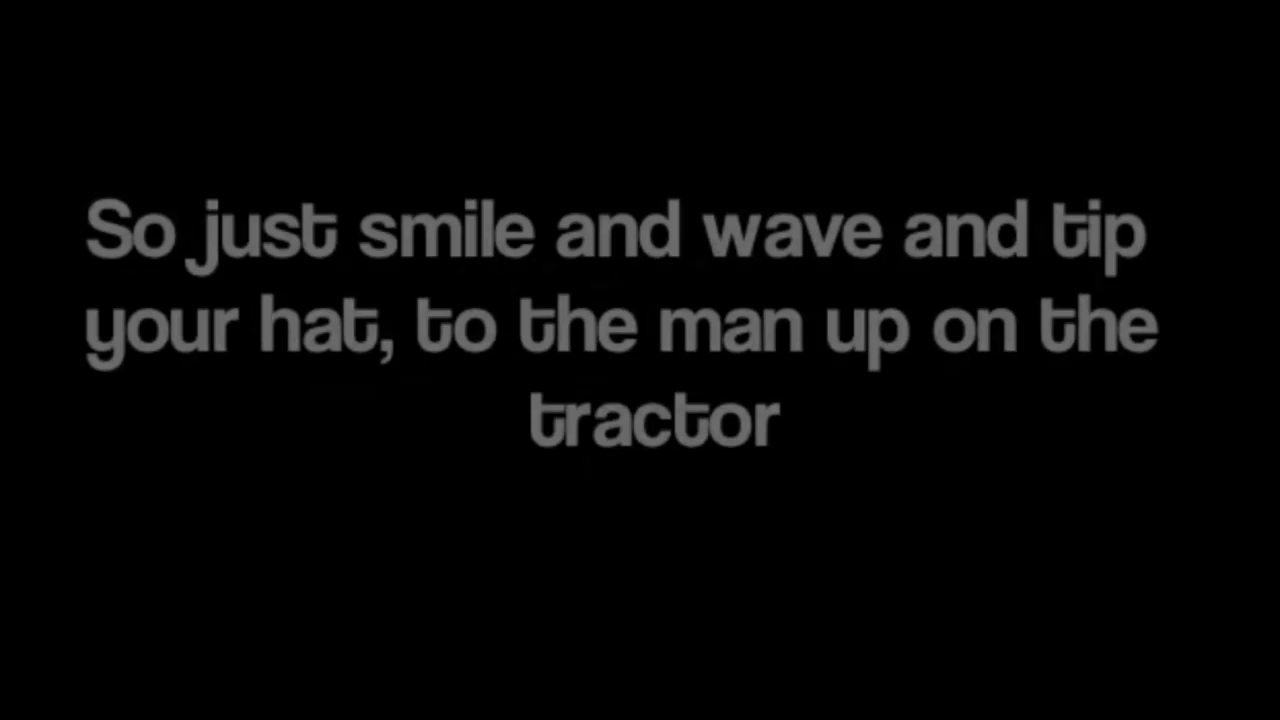 So just smile and wave and tip
your hat, to the man up on the
tractor